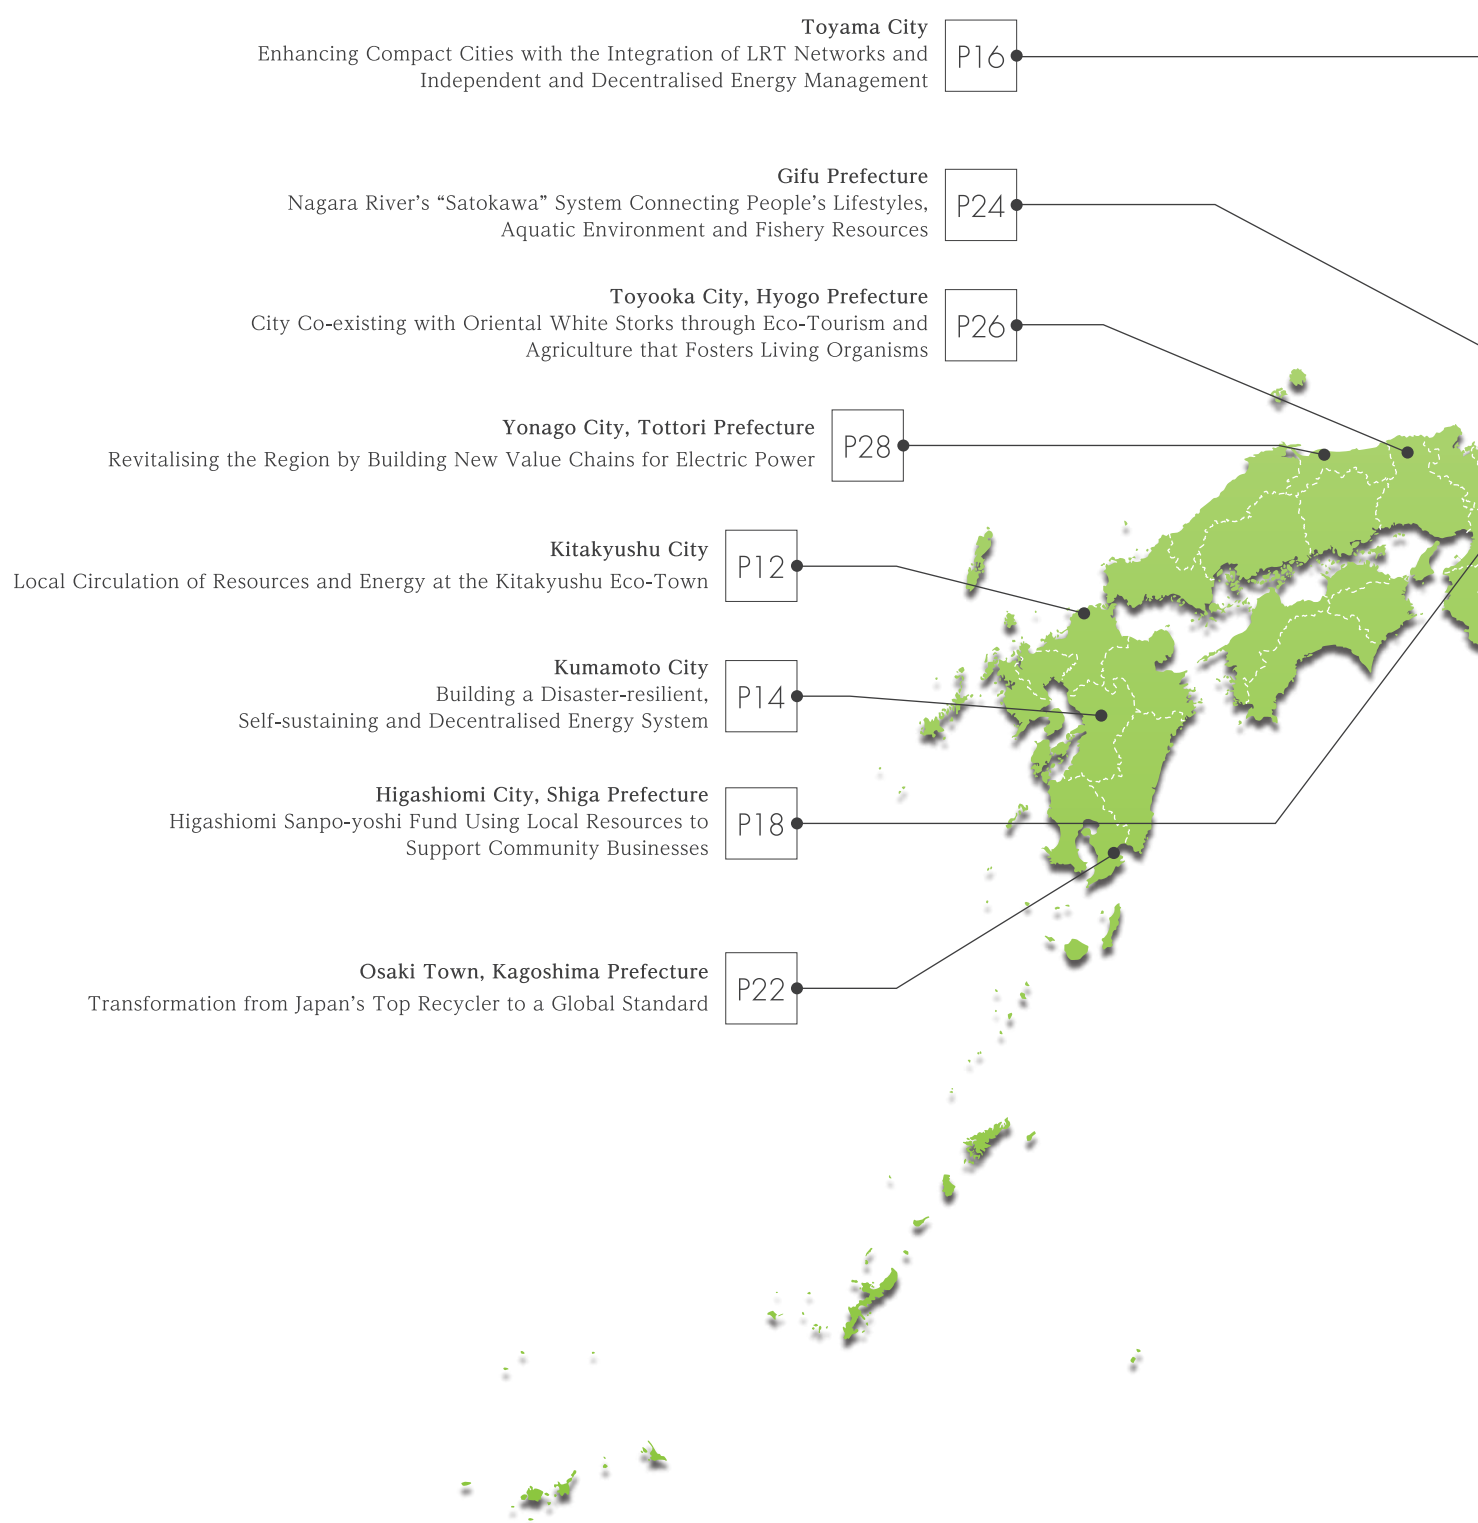 Toyama City
Enhancing Compact Cities with the Integration of LRT Networks and
Independent and Decentralised Energy Management
P16
Gifu Prefecture
Nagara River’s “Satokawa” System Connecting People’s Lifestyles,
Aquatic Environment and Fishery Resources
P24
Toyooka City, Hyogo Prefecture
City Co-existing with Oriental White Storks through Eco-Tourism and
Agriculture that Fosters Living Organisms
P26
Yonago City, Tottori Prefecture
Revitalising the Region by Building New Value Chains for Electric Power
P28
Kitakyushu City
Local Circulation of Resources and Energy at the Kitakyushu Eco-Town
P12
Kumamoto City
Building a Disaster-resilient,
Self-sustaining and Decentralised Energy System
P14
Higashiomi City, Shiga Prefecture
Higashiomi Sanpo-yoshi Fund Using Local Resources to
Support Community Businesses
P18
Osaki Town, Kagoshima Prefecture
Transformation from Japan’s Top Recycler to a Global Standard
P22